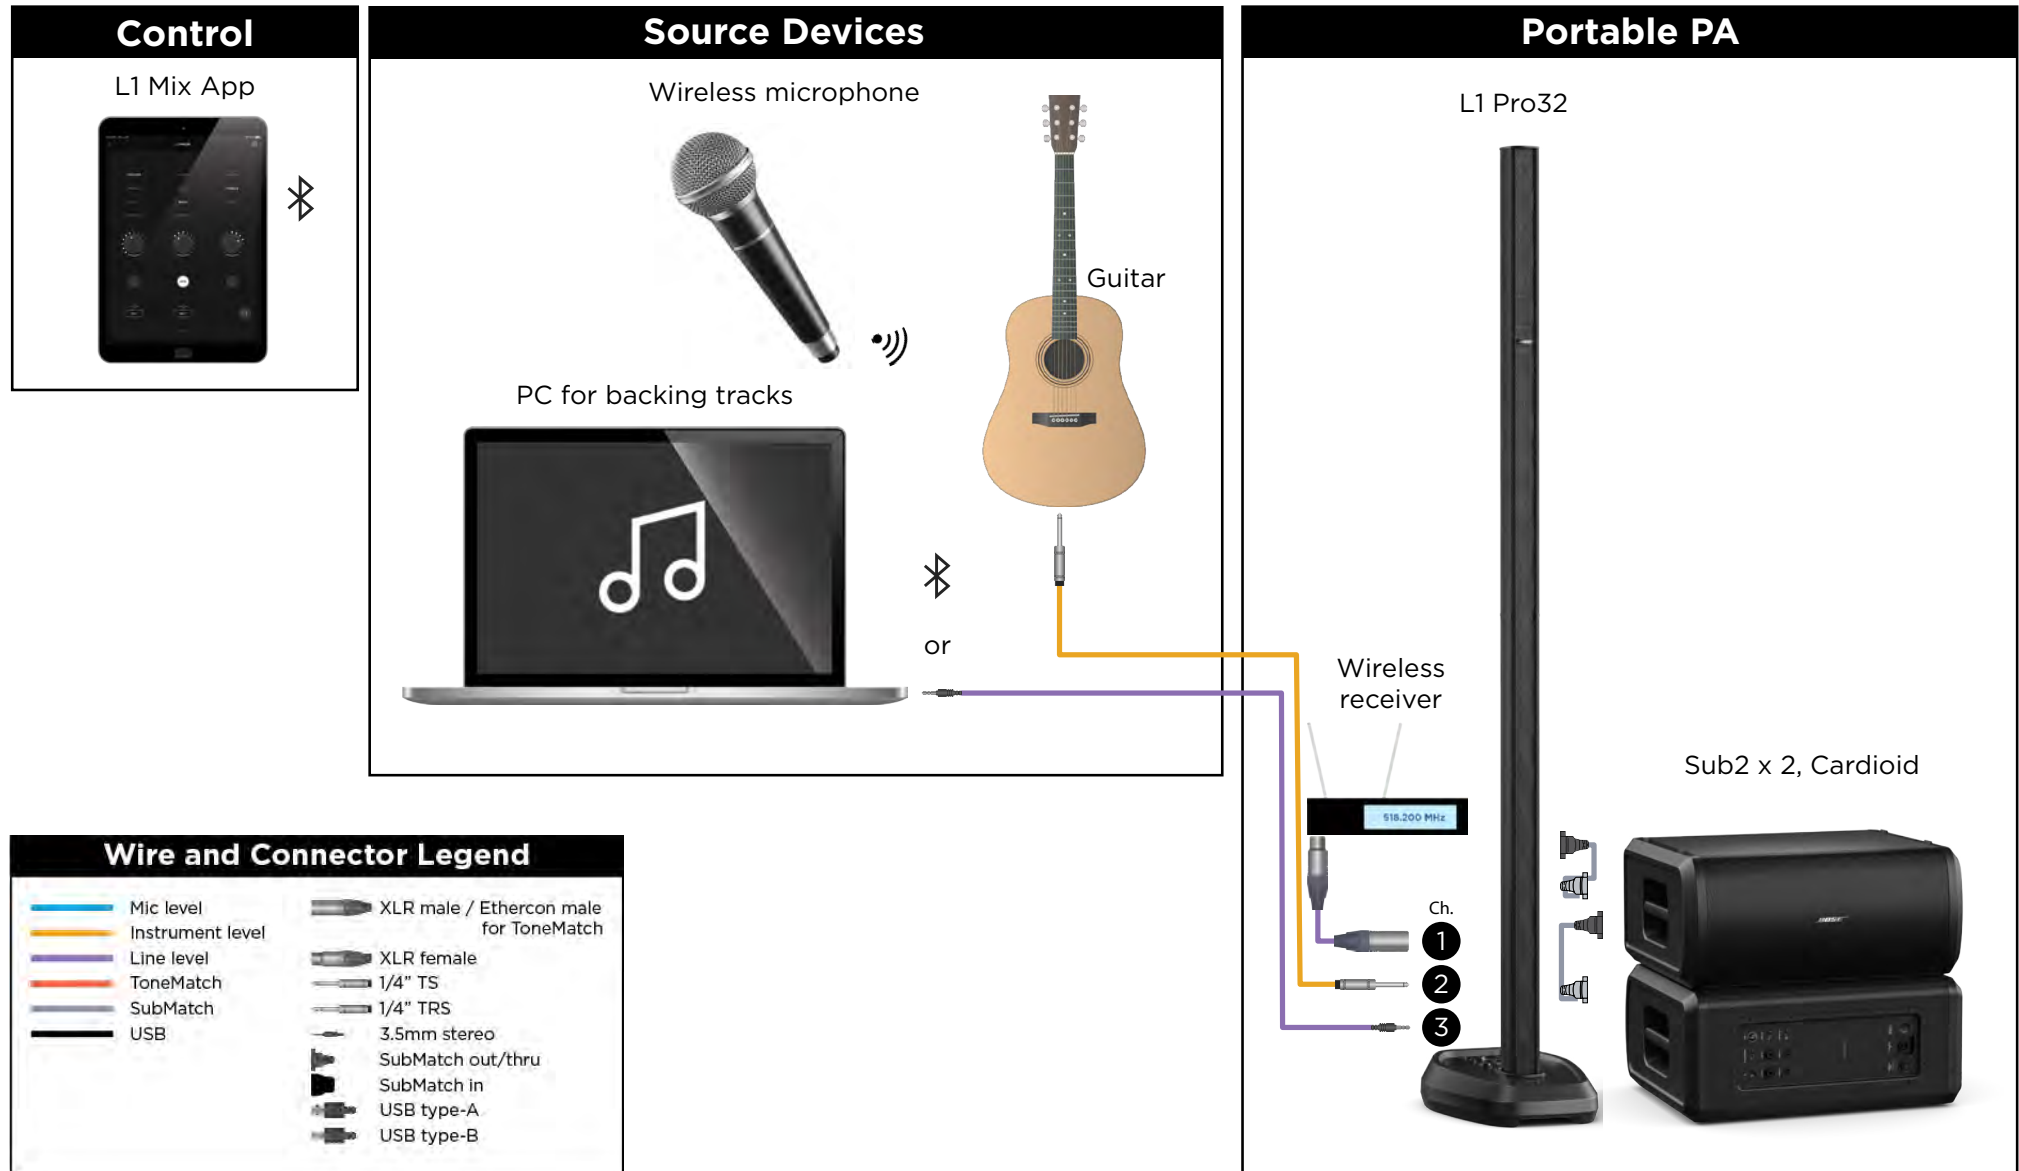 Control
L1 Mix App
Source Devices
Wireless microphone
Guitar
PC for backing tracks
or
Portable PA
L1 Pro32
Wireless
receiver
518.200 MHz
Sub2 x 2, Cardioid
Ch.
1
2
3
BOSE
Wire and Connector Legend
Mic level
Instrument level
Line level
ToneMatch
SubMatch
USB
XLR male / Ethercon male
for ToneMatch
XLR female
1/4” TS
1/4” TRS
3.5mm stereo
SubMatch out/thru
SubMatch in
USB type-A
USB type-B